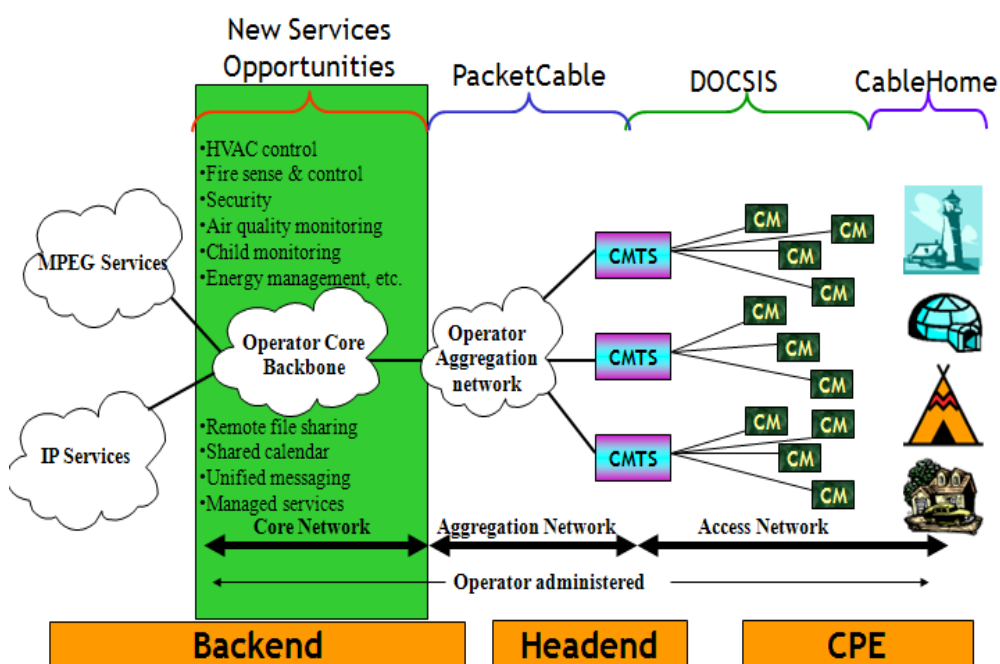 New Services
Opportunities
PacketCable
DOCSIS
CableHome
•HVAC control
•Fire sense & control
•Security
•Air quality monitoring
•Child monitoring
•Energy management, etc.
MPEG Services
IP Services
Operator Core
Backbone
Operator
Aggregation
network
CMTS
CM
CM
CM
CM
CMTS
CM
CM
CM
CMTS
CM
CM
CM
CM
•Remote file sharing
•Shared calendar
•Unified messaging
•Managed services
Core Network
Aggregation Network
Access Network
Operator administered
Backend
Headend
CPE